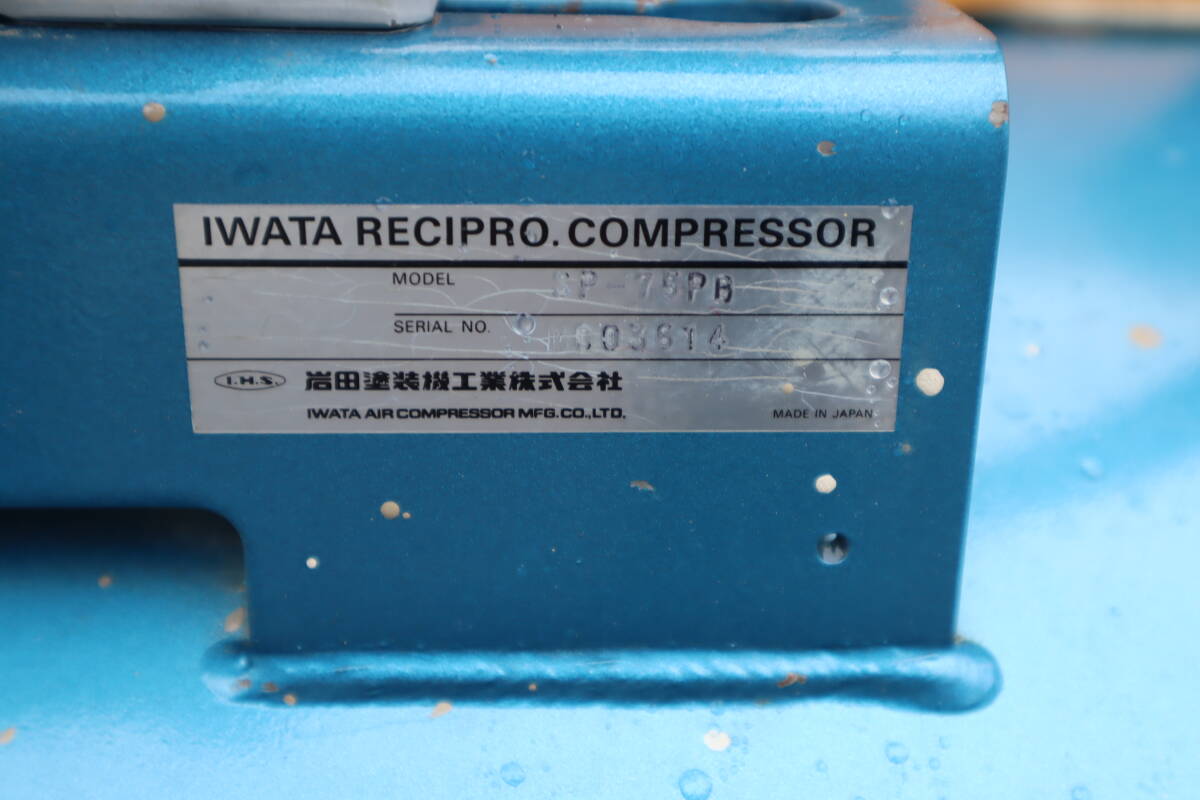 IWATA RECIPRO. COMPRESSOR
MODEL SP-75PB
SERIAL NO.
I.H.S. 岩田塗装機工業株式会社
IWATA AIR COMPRESSOR MFG. CO., LTD.
MADE IN JAPAN